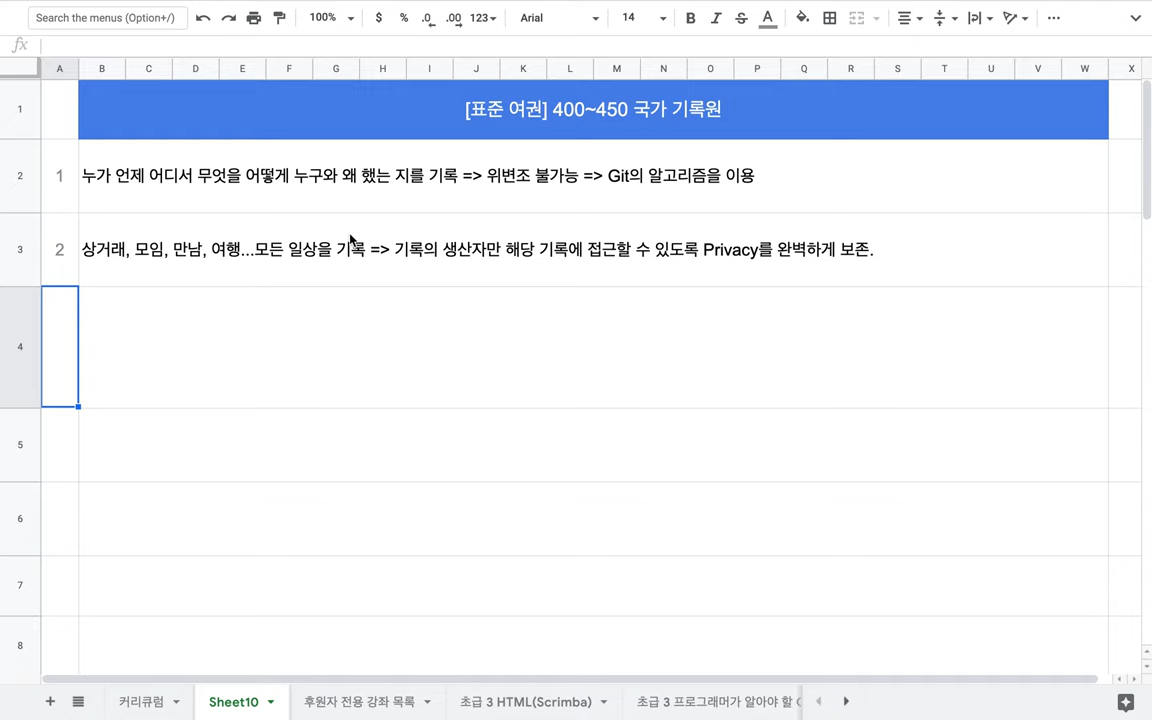 Search the menus (Option+/) 100% $ % .0 .00 123 Arial 14 B I S A
fx
A B C D E F G H I J K L M N O P Q R S T U V W X
1 [표준 여권] 400~450 국가 기록원
2 1 누가 언제 어디서 무엇을 어떻게 누구와 왜 했는 지를 기록 => 위변조 불가능 => Git의 알고리즘을 이용
3 2 상거래, 모임, 만남, 여행...모든 일상을 기록 => 기록의 생산자만 해당 기록에 접근할 수 있도록 Privacy를 완벽하게 보존.
4
5
6
7
8
커리큘럼 Sheet10 후원자 전용 강좌 목록 초급 3 HTML(Scrimba) 초급 3 프로그래머가 알아야 할